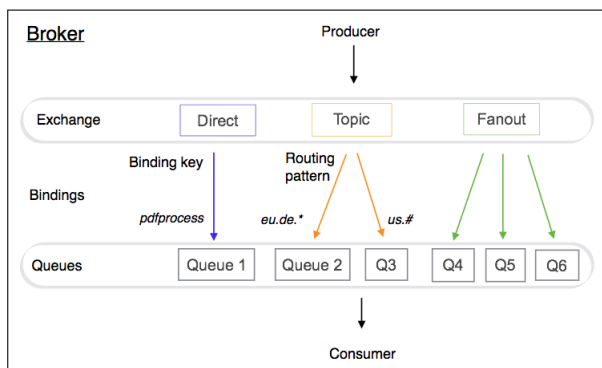 Broker
Producer
Exchange
Direct
Topic
Fanout
Binding key
Routing
pattern
Bindings
pdfprocess
eu.de.*
us.#
Queues
Queue 1
Queue 2
Q3
Q4
Q5
Q6
Consumer